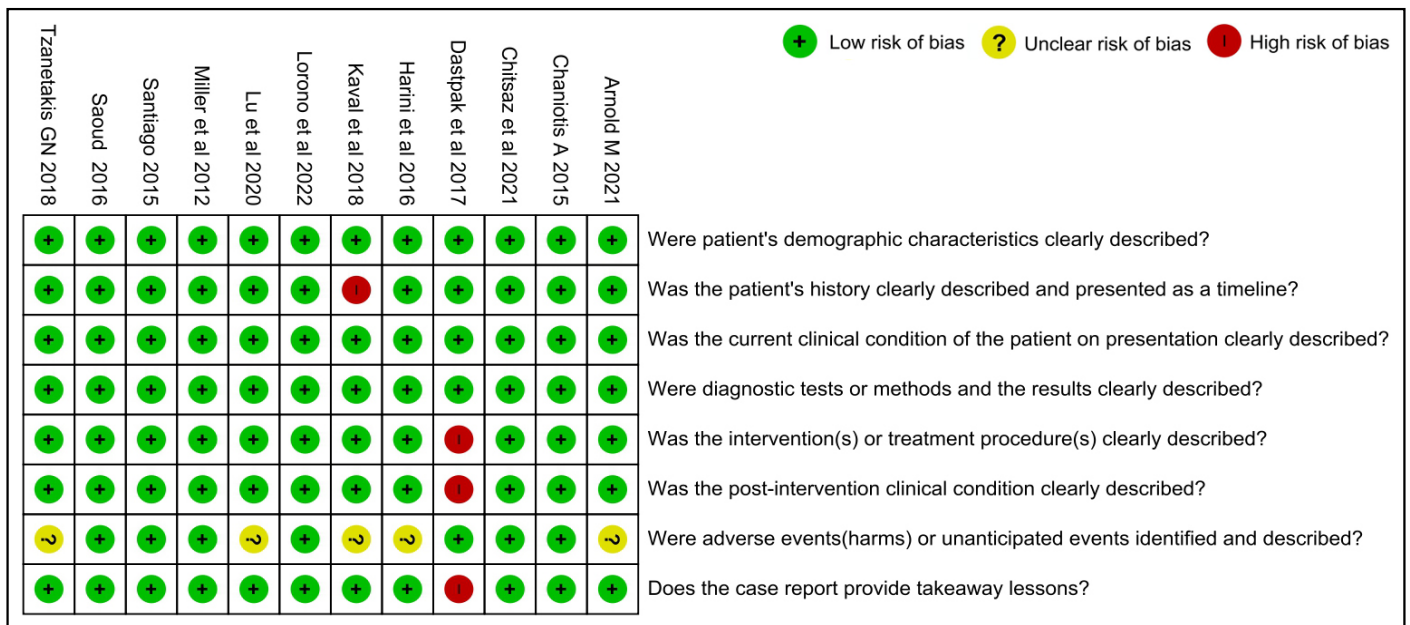 Low risk of bias
Unclear risk of bias
High risk of bias
Tzanetakis GN 2018
Saoud  2016
Santiago 2015
Miller et al 2012
Lu et al 2020
Lorono et al 2022
Kaval et al 2018
Harini et al 2016
Dastpak et al 2017
Chitsaz et al 2021
Chaniotis A 2015
Arnold M 2021
+ + + + + + + + + + + + Were patient's demographic characteristics clearly described?
+ + + + + + - + + + + + Was the patient's history clearly described and presented as a timeline?
+ + + + + + + + + + + + Was the current clinical condition of the patient on presentation clearly described?
+ + + + + + + + + + + + Were diagnostic tests or methods and the results clearly described?
+ + + + + + + + - + + + Was the intervention(s) or treatment procedure(s) clearly described?
+ + + + + + + + - + + + Was the post-intervention clinical condition clearly described?
? + + + ? + ? ? + + + ? Were adverse events(harms) or unanticipated events identified and described?
+ + + + + + + + - + + + Does the case report provide takeaway lessons?